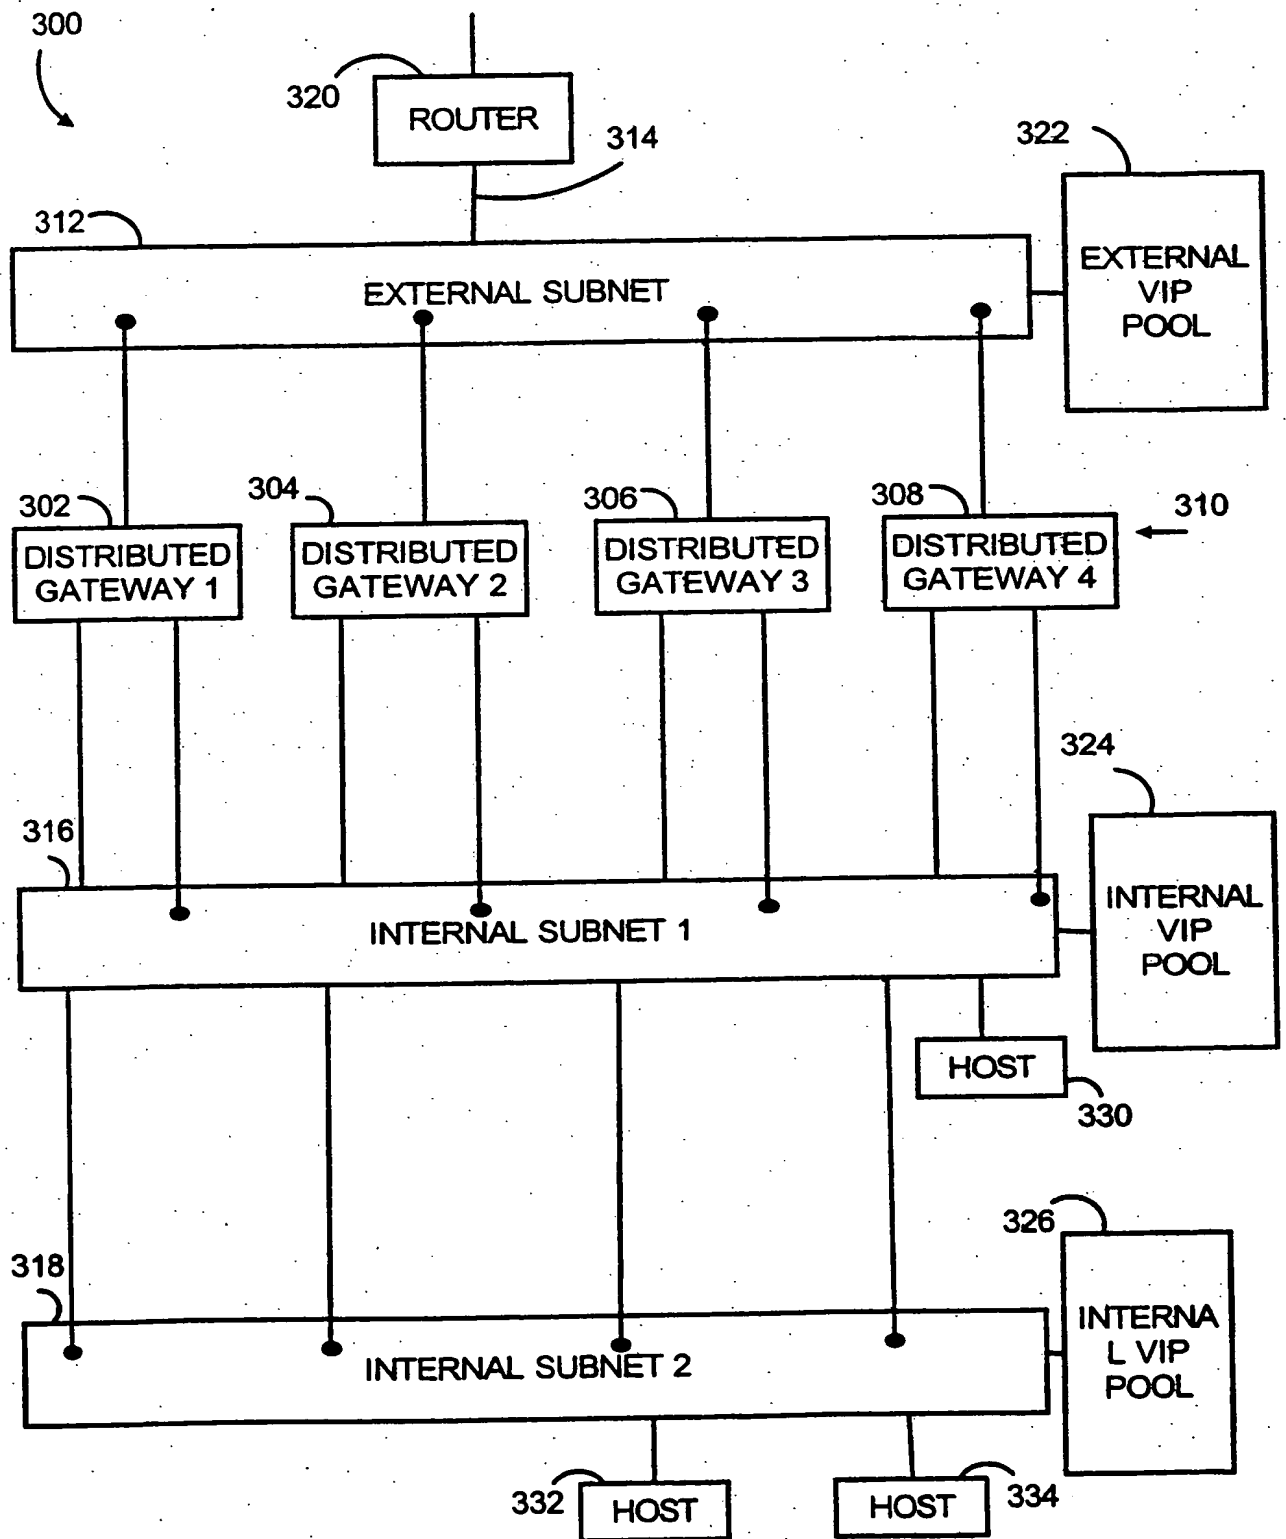 300
320
ROUTER
314
322
312
EXTERNAL SUBNET
EXTERNAL
VIP
POOL
302
304
306
308
310
DISTRIBUTED
GATEWAY 1
DISTRIBUTED
GATEWAY 2
DISTRIBUTED
GATEWAY 3
DISTRIBUTED
GATEWAY 4
324
316
INTERNAL SUBNET 1
INTERNAL
VIP
POOL
HOST
330
326
318
INTERNAL SUBNET 2
INTERNA
L VIP
POOL
332
HOST
HOST
334